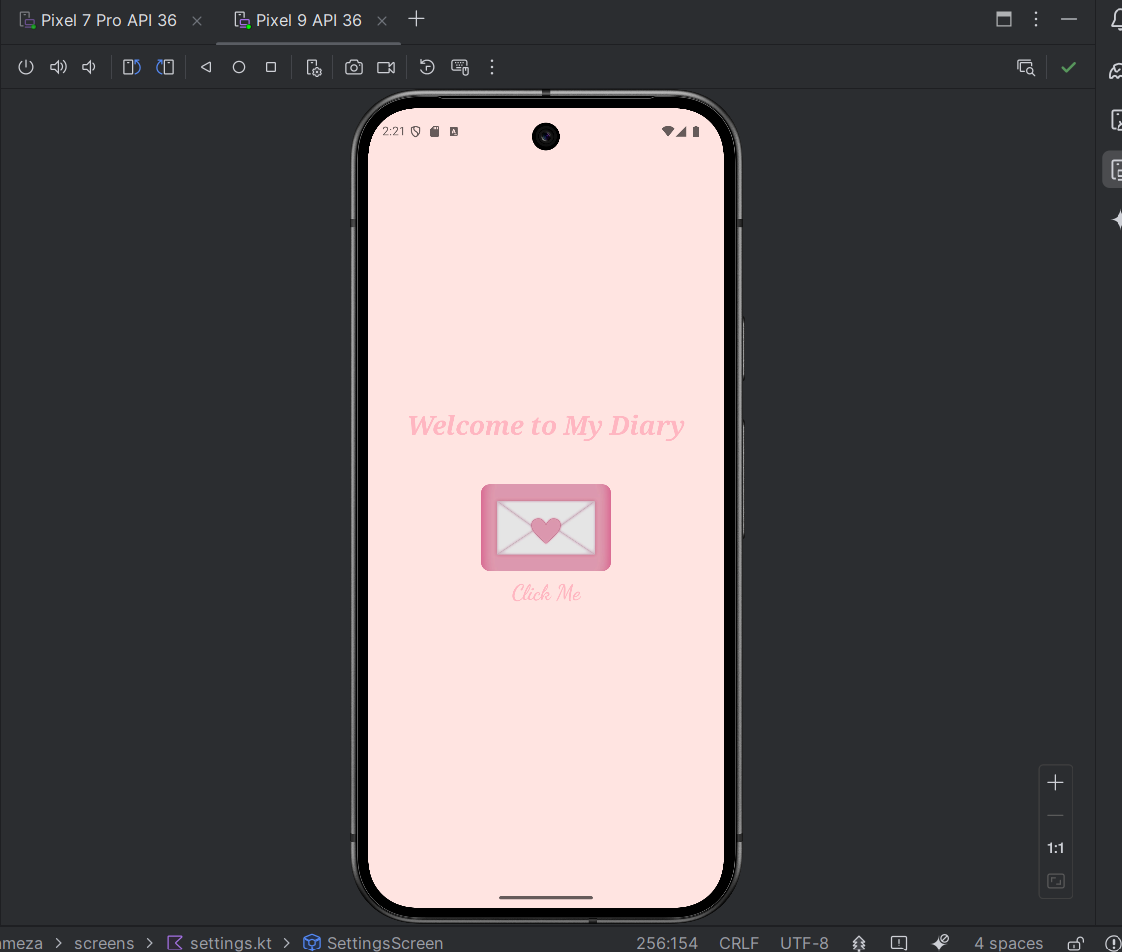 Pixel 7 Pro API 36 Pixel 9 API 36
2:21
Welcome to My Diary
Click Me
1:1
ameza > screens > settings.kt > SettingsScreen 256:154 CRLF UTF-8 4 spaces